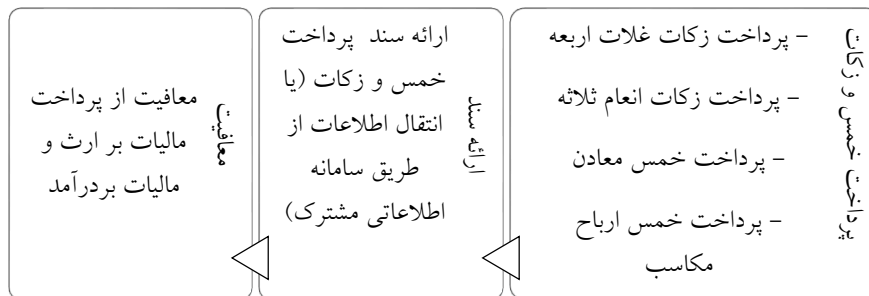 پرداخت خمس و زکات
– پرداخت زکات غلات اربعه
– پرداخت زکات انعام ثلاثه
– پرداخت خمس معادن
– پرداخت خمس ارباح
مکاسب
ارائه سند
ارائه سند پرداخت
خمس و زکات (یا
انتقال اطلاعات از
طریق سامانه
اطلاعاتی مشترک)
معافیت
معافیت از پرداخت
مالیات بر ارث و
مالیات بردرآمد